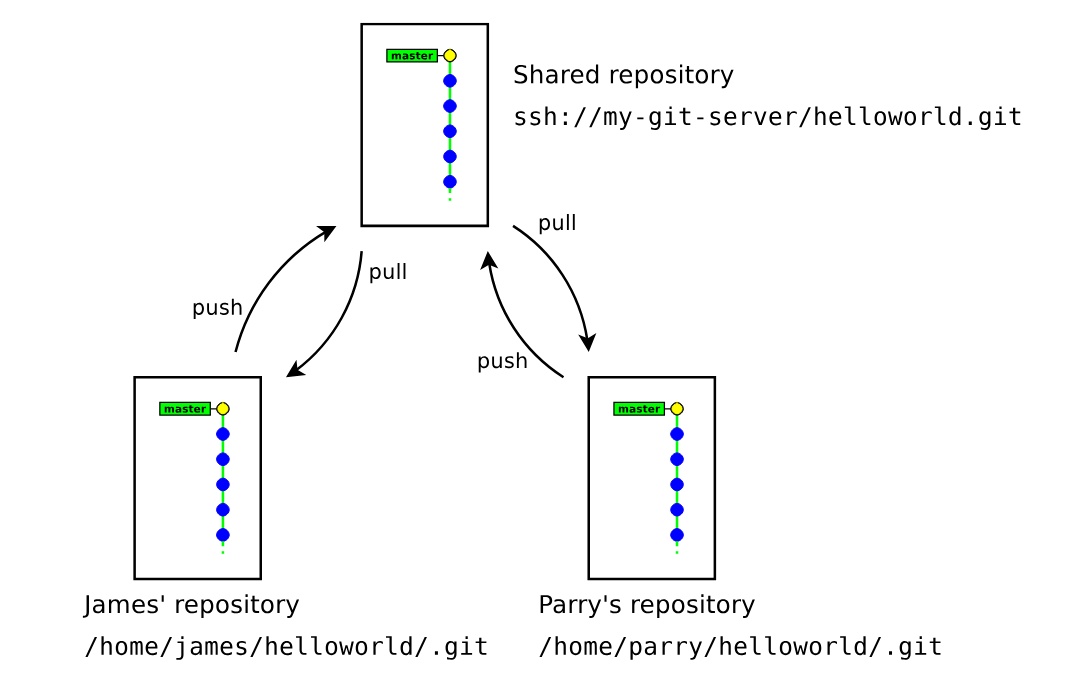 master
Shared repository
ssh://my-git-server/helloworld.git
pull
pull
push
push
master
master
James' repository
/home/james/helloworld/.git
Parry's repository
/home/parry/helloworld/.git